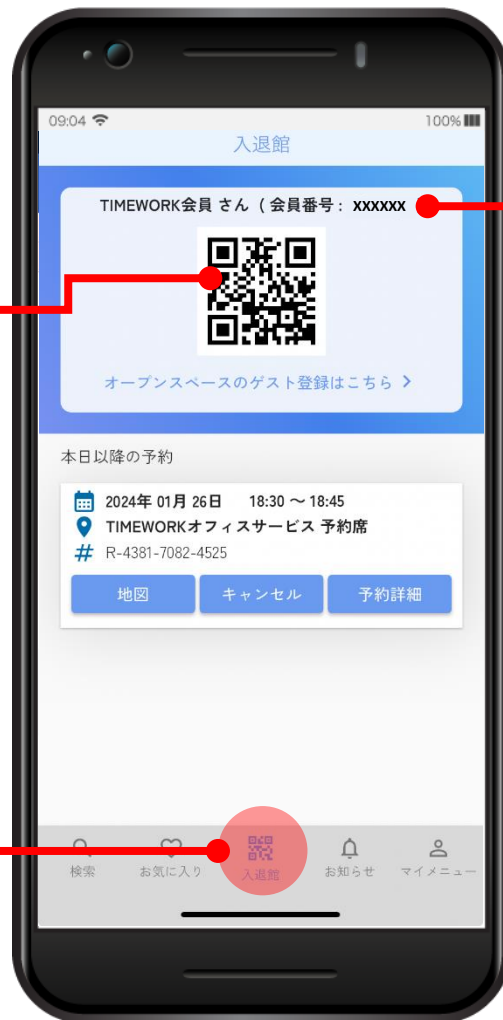 09:04 100%
入退館
TIMEWORK会員 さん ( 会員番号 : xxxxxx
オープンスペースのゲスト登録はこちら >
本日以降の予約
2024年 01月 26日 18:30 ～ 18:45
TIMEWORKオフィスサービス 予約席
# R-4381-7082-4525
地図 キャンセル 予約詳細
検索 お気に入り 入退館 お知らせ マイメニュー